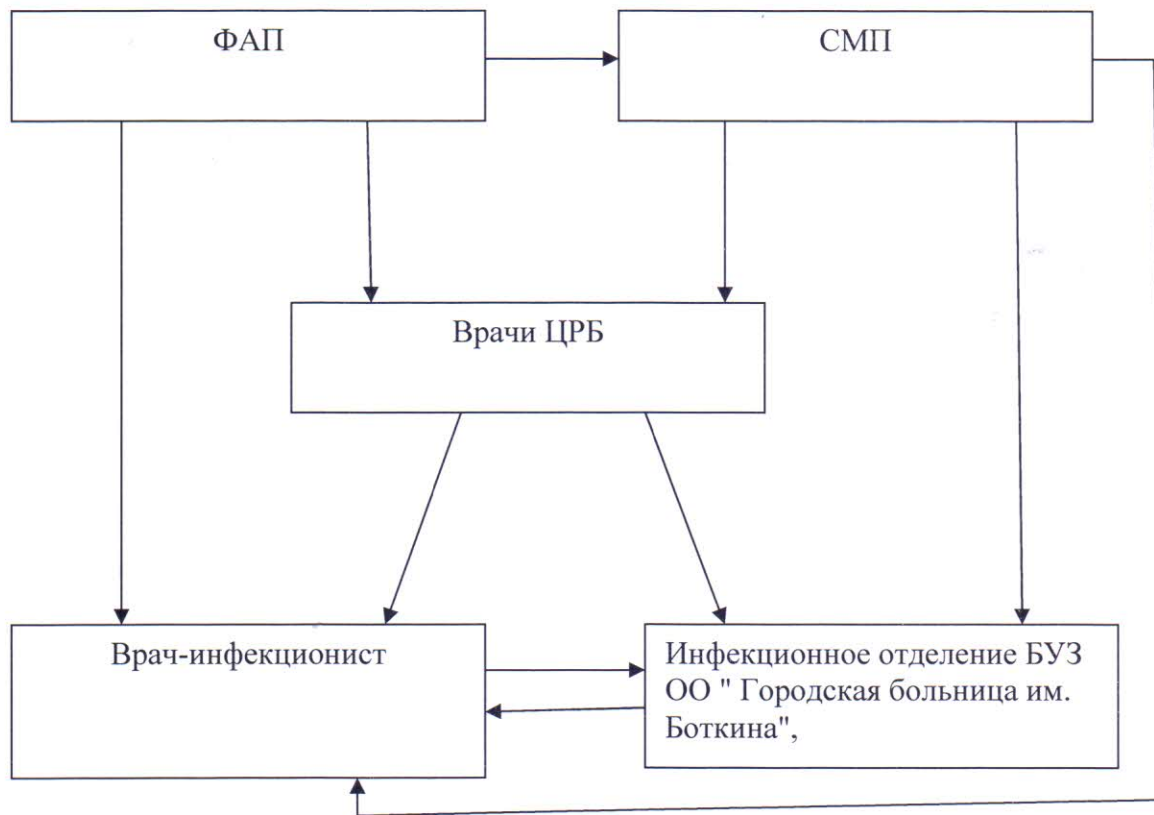 ФАП
СМП
Врачи ЦРБ
Врач-инфекционист
Инфекционное отделение БУЗ
ОО " Городская больница им.
Боткина",